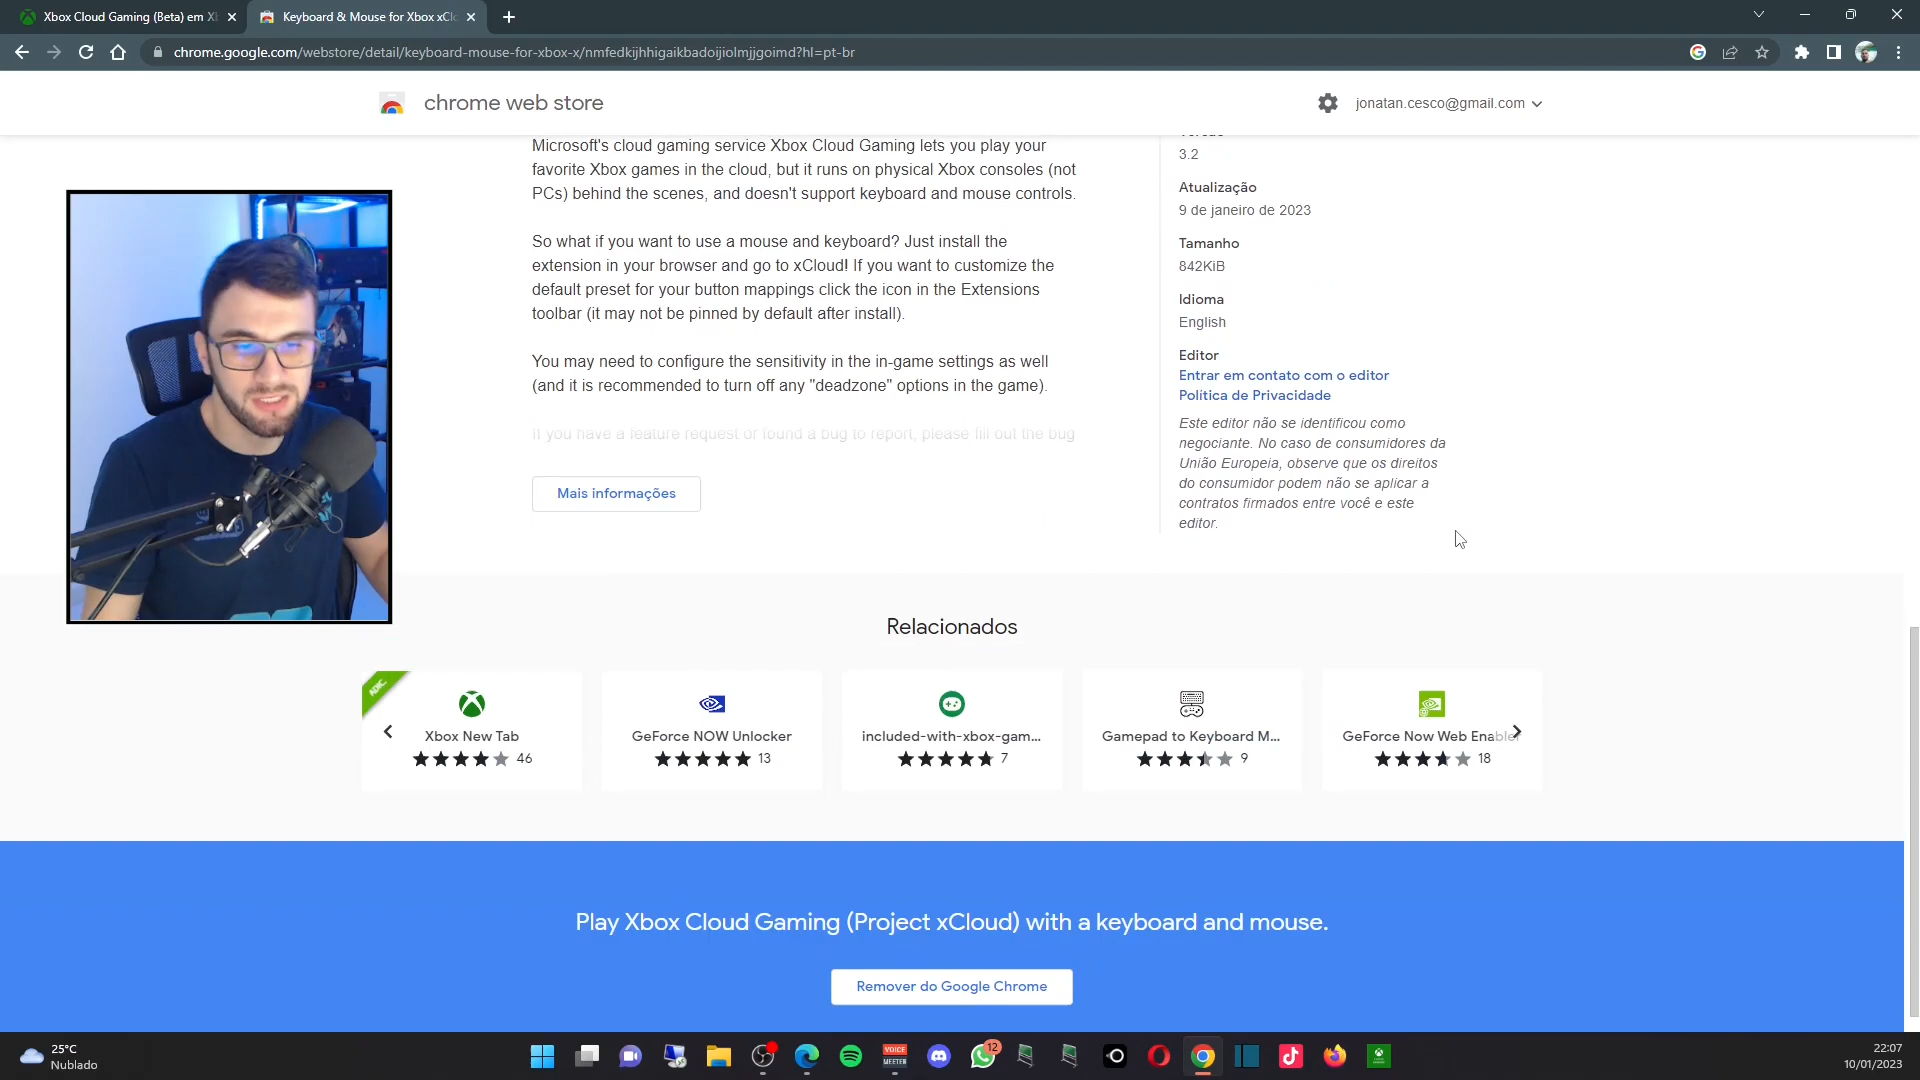 Xbox Cloud Gaming (Beta) em Xb
Keyboard & Mouse for Xbox xClo
chrome.google.com/webstore/detail/keyboard-mouse-for-xbox-x/nmfedkijhhigaikbadoijiolmjjgoimd?hl=pt-br
chrome web store
jonatan.cesco@gmail.com
Microsoft's cloud gaming service Xbox Cloud Gaming lets you play your
favorite Xbox games in the cloud, but it runs on physical Xbox consoles (not
PCs) behind the scenes, and doesn't support keyboard and mouse controls.
So what if you want to use a mouse and keyboard? Just install the
extension in your browser and go to xCloud! If you want to customize the
default preset for your button mappings click the icon in the Extensions
toolbar (it may not be pinned by default after install).
You may need to configure the sensitivity in the in-game settings as well
(and it is recommended to turn off any "deadzone" options in the game).
If you have a feature request or found a bug to report, please fill out the bug
Mais informações
Versão
3.2
Atualização
9 de janeiro de 2023
Tamanho
842KiB
Idioma
English
Editor
Entrar em contato com o editor
Política de Privacidade
Este editor não se identificou como
negociante. No caso de consumidores da
União Europeia, observe que os direitos
do consumidor podem não se aplicar a
contratos firmados entre você e este
editor.
Relacionados
Xbox New Tab
46
GeForce NOW Unlocker
13
included-with-xbox-gam...
7
Gamepad to Keyboard M...
9
GeForce Now Web Enabler
18
Play Xbox Cloud Gaming (Project xCloud) with a keyboard and mouse.
Remover do Google Chrome
25°C
Nublado
VOICE
MEETER
12
22:07
10/01/2023